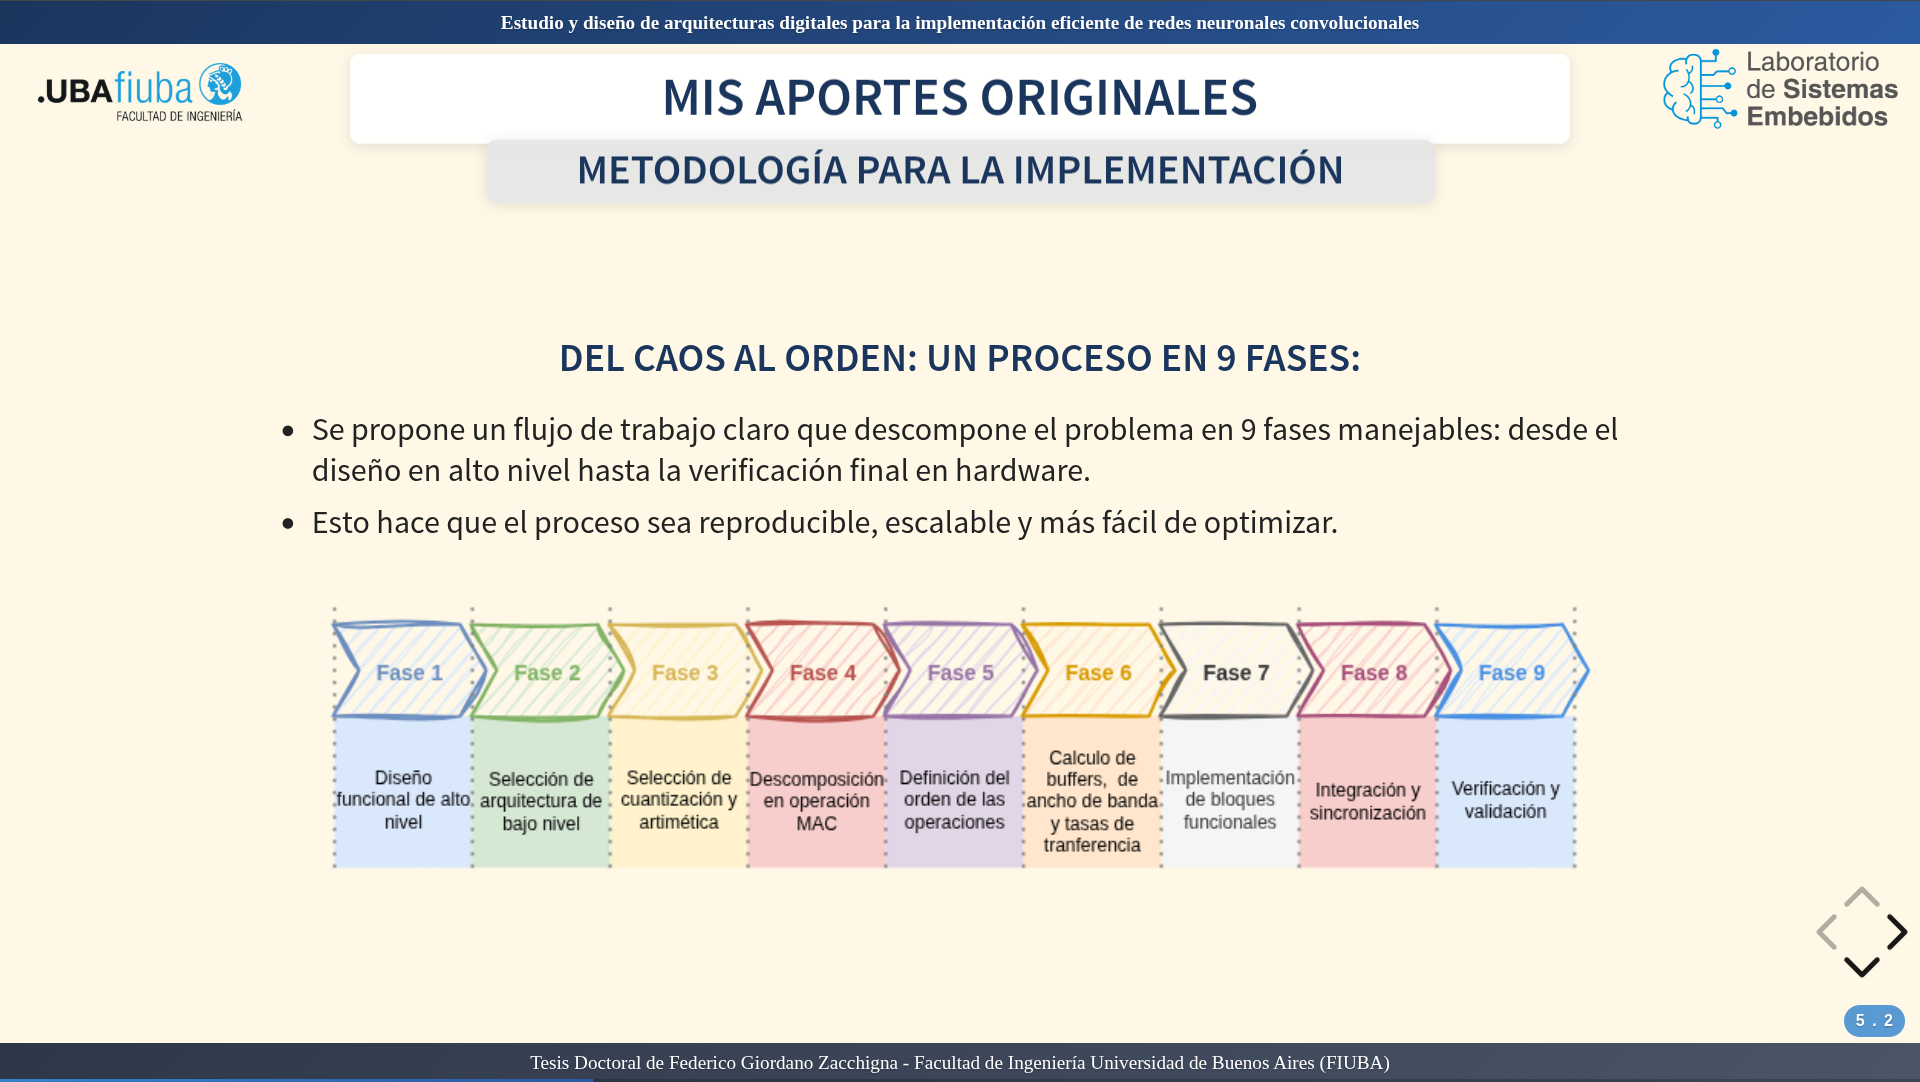 Estudio y diseño de arquitecturas digitales para la implementación eficiente de redes neuronales convolucionales
.UBAfiuba
FACULTAD DE INGENIERÍA
Laboratorio
de Sistemas
Embebidos
MIS APORTES ORIGINALES
METODOLOGÍA PARA LA IMPLEMENTACIÓN
DEL CAOS AL ORDEN: UN PROCESO EN 9 FASES:
• Se propone un flujo de trabajo claro que descompone el problema en 9 fases manejables: desde el
diseño en alto nivel hasta la verificación final en hardware.
• Esto hace que el proceso sea reproducible, escalable y más fácil de optimizar.
Fase 1
Diseño
funcional de alto
nivel
Fase 2
Selección de
arquitectura de
bajo nivel
Fase 3
Selección de
cuantización y
artimética
Fase 4
Descomposición
en operación
MAC
Fase 5
Definición del
orden de las
operaciones
Fase 6
Calculo de
buffers, de
ancho de banda
y tasas de
tranferencia
Fase 7
Implementación
de bloques
funcionales
Fase 8
Integración y
sincronización
Fase 9
Verificación y
validación
5 . 2
Tesis Doctoral de Federico Giordano Zacchigna - Facultad de Ingeniería Universidad de Buenos Aires (FIUBA)